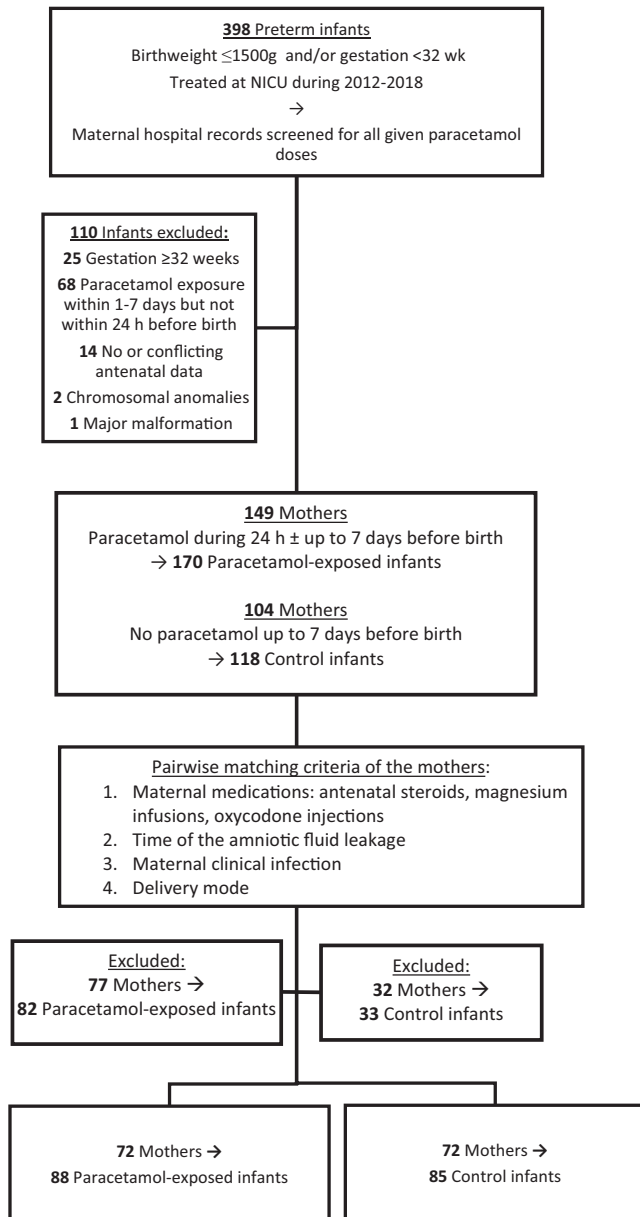 398 Preterm infants
Birthweight ≤1500g and/or gestation <32 wk
Treated at NICU during 2012-2018
→
Maternal hospital records screened for all given paracetamol
doses
110 Infants excluded:
25 Gestation ≥32 weeks
68 Paracetamol exposure
within 1-7 days but not
within 24 h before birth
14 No or conflicting
antenatal data
2 Chromosomal anomalies
1 Major malformation
149 Mothers
Paracetamol during 24 h ± up to 7 days before birth
→ 170 Paracetamol-exposed infants
104 Mothers
No paracetamol up to 7 days before birth
→ 118 Control infants
Pairwise matching criteria of the mothers:
1. Maternal medications: antenatal steroids, magnesium
infusions, oxycodone injections
2. Time of the amniotic fluid leakage
3. Maternal clinical infection
4. Delivery mode
Excluded:
77 Mothers →
82 Paracetamol-exposed infants
Excluded:
32 Mothers →
33 Control infants
72 Mothers →
88 Paracetamol-exposed infants
72 Mothers →
85 Control infants